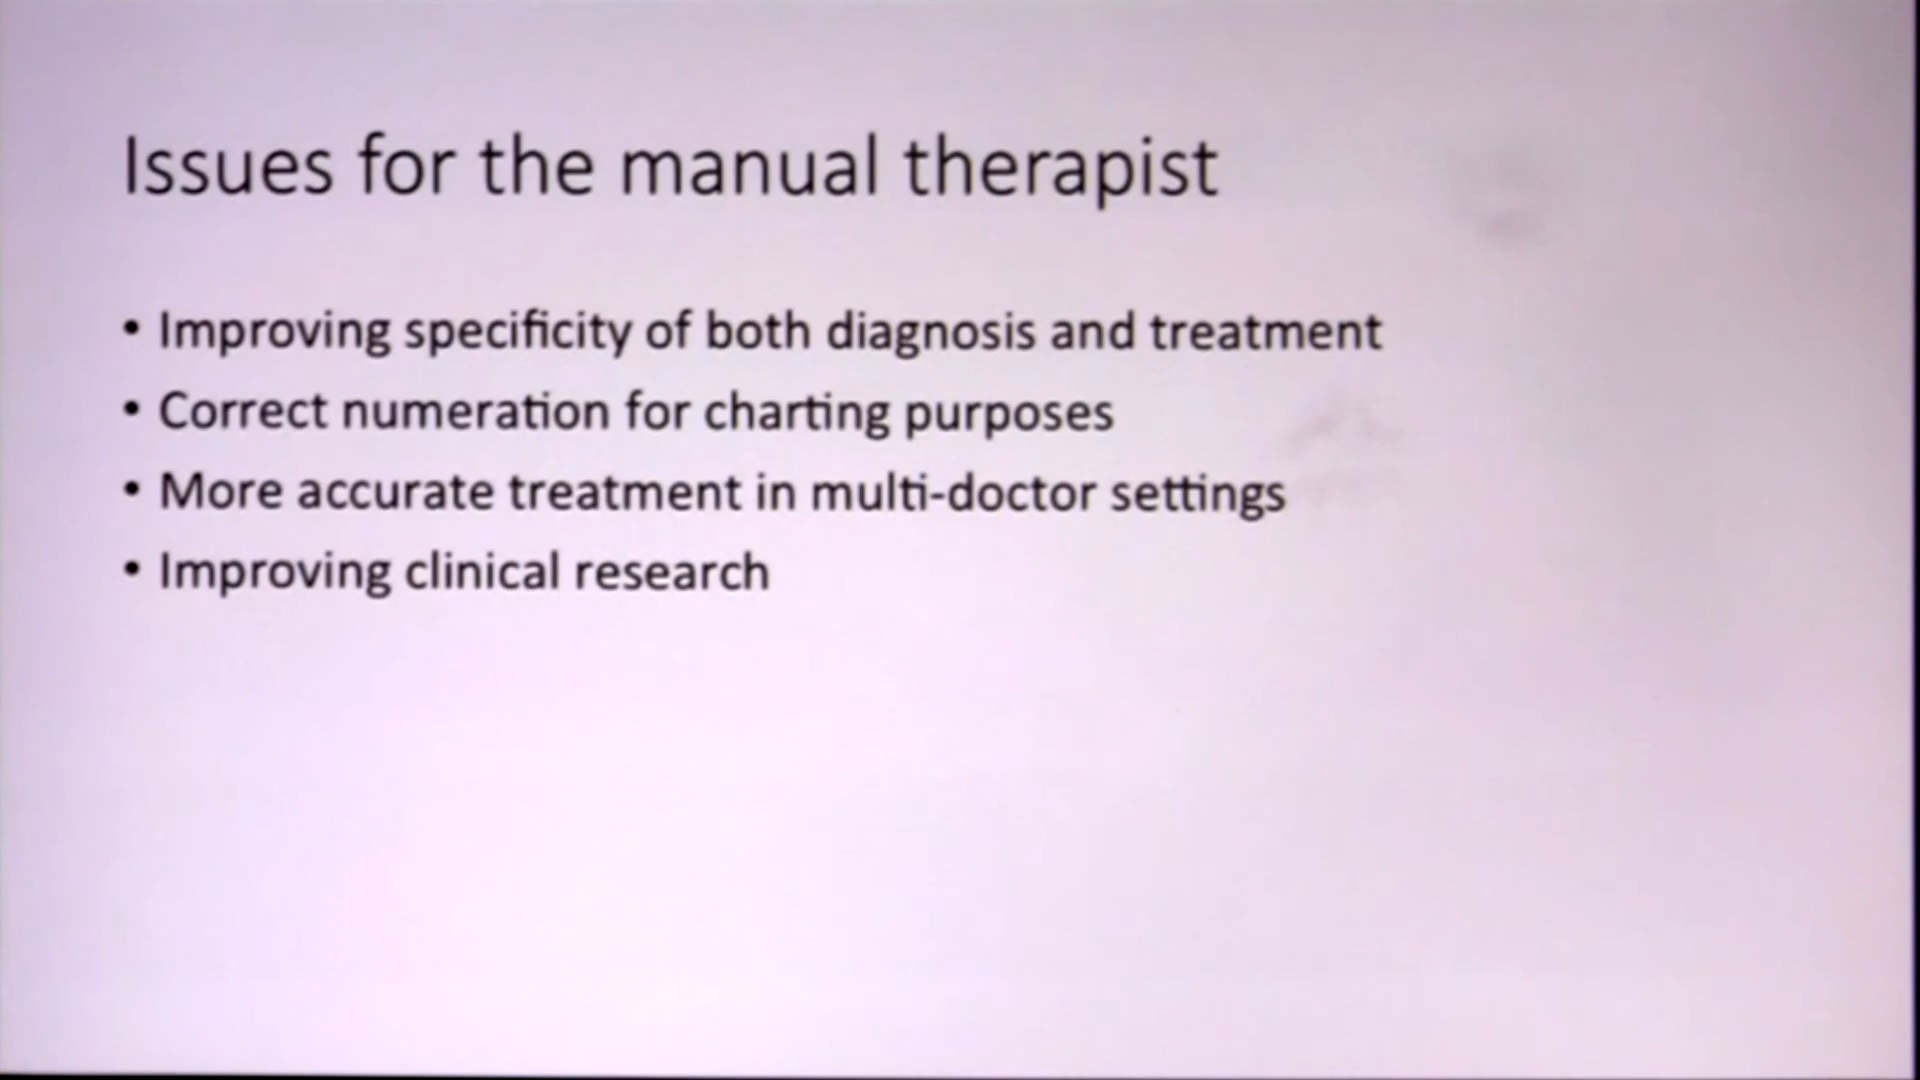 Issues for the manual therapist
• Improving specificity of both diagnosis and treatment
• Correct numeration for charting purposes
• More accurate treatment in multi-doctor settings
• Improving clinical research